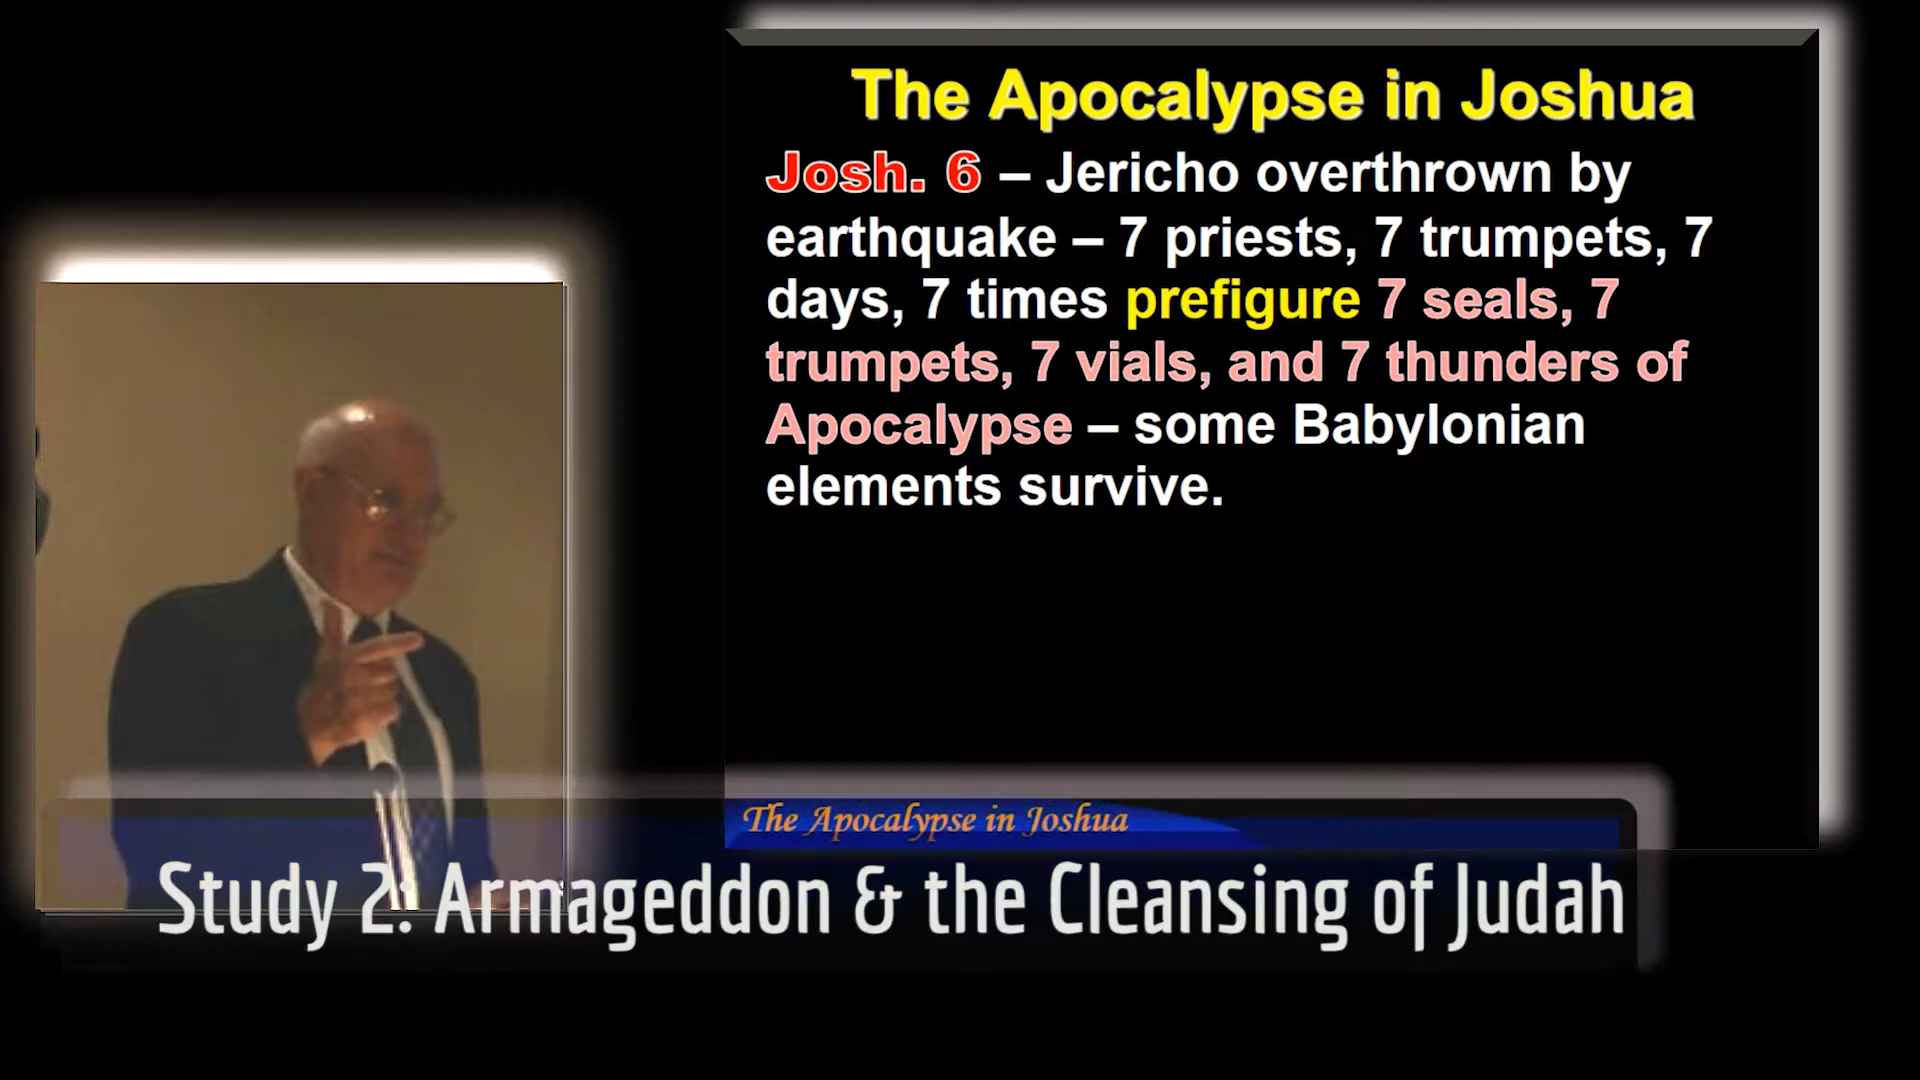 The Apocalypse in Joshua
Josh. 6 – Jericho overthrown by
earthquake – 7 priests, 7 trumpets, 7
days, 7 times prefigure 7 seals, 7
trumpets, 7 vials, and 7 thunders of
Apocalypse – some Babylonian
elements survive.
The Apocalypse in Joshua
Study 2: Armageddon & the Cleansing of Judah